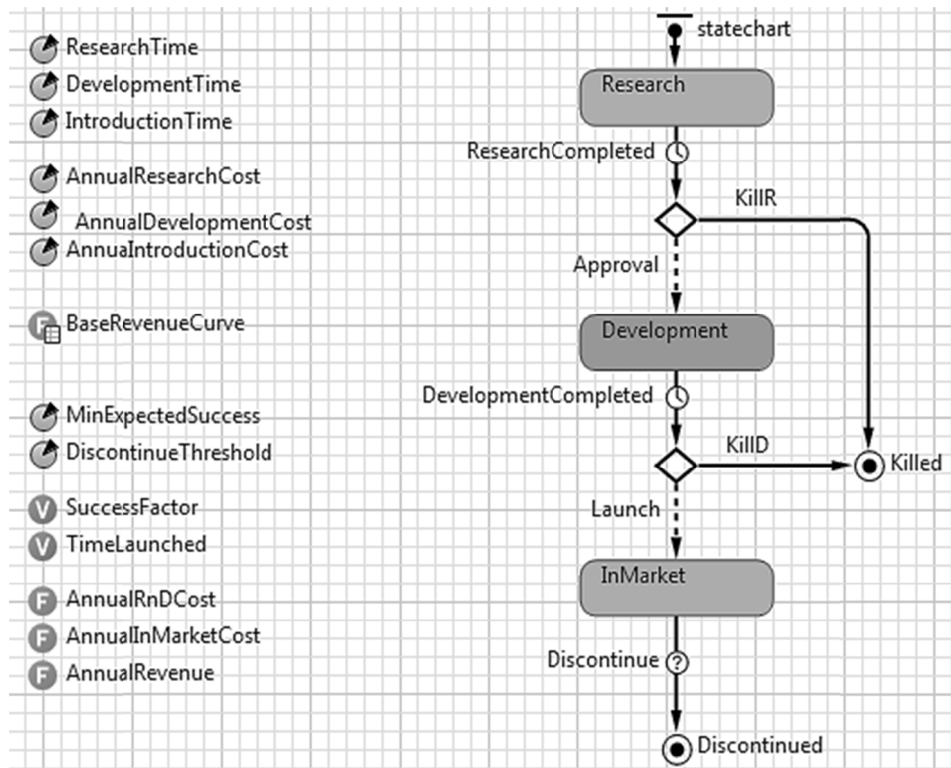 ResearchTime
DevelopmentTime
IntroductionTime
AnnualResearchCost
AnnualDevelopmentCost
AnnuaIntroductionCost
F BaseRevenueCurve
MinExpectedSuccess
DiscontinueThreshold
V SuccessFactor
V TimeLaunched
F AnnualRnDCost
F AnnualInMarketCost
F AnnualRevenue
statechart
Research
ResearchCompleted
KillR
Approval
Development
DevelopmentCompleted
KillD
Killed
Launch
InMarket
Discontinue ?
Discontinued